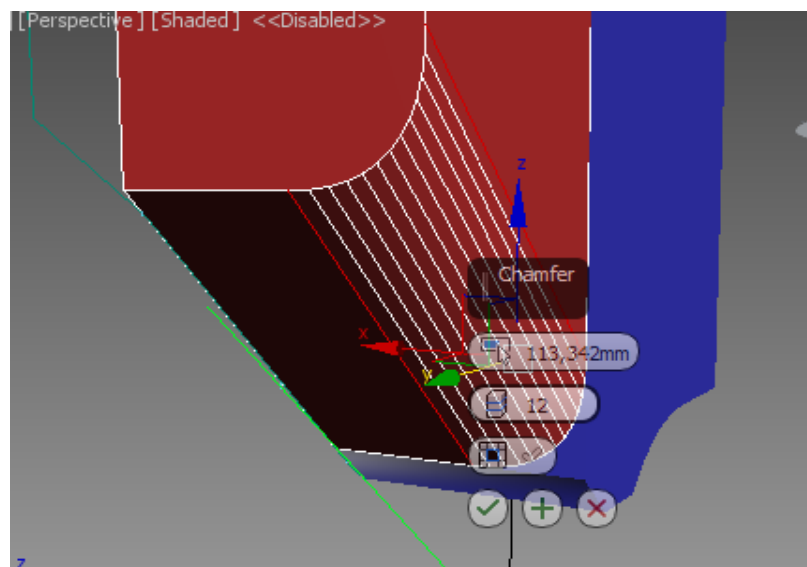 [Perspective ] [Shaded ] <<Disabled>>
z
Chamfer
x
113,342mm
y
12
z